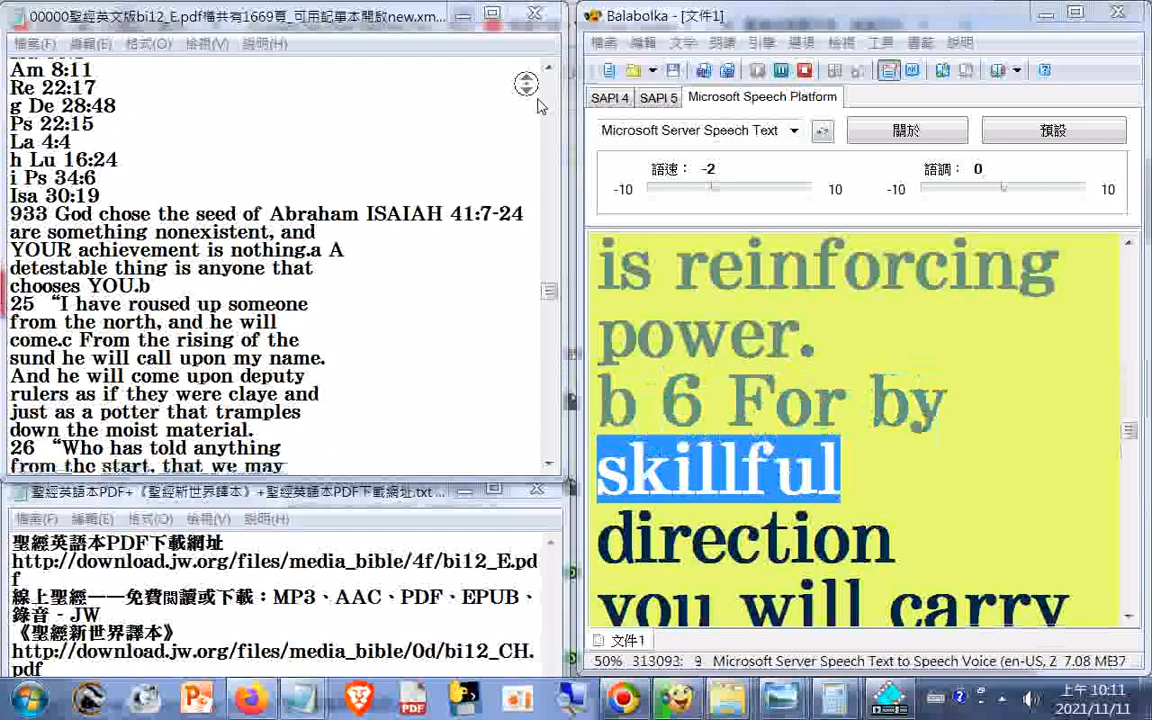 00000聖經英文版bi12_E.pdf檔共有1669頁_可用記事本開啟new.xm...
檔案(F) 編輯(E) 格式(O) 檢視(V) 說明(H)
Am 8:11
Re 22:17
g De 28:48
Ps 22:15
La 4:4
h Lu 16:24
i Ps 34:6
Isa 30:19
933 God chose the seed of Abraham ISAIAH 41:7-24
are something nonexistent, and
YOUR achievement is nothing.a A
detestable thing is anyone that
chooses YOU.b
25 “I have roused up someone
from the north, and he will
come.c From the rising of the
sund he will call upon my name.
And he will come upon deputy
rulers as if they were claye and
just as a potter that tramples
down the moist material.
26 “Who has told anything
from the start, that we may
聖經英語本PDF+《聖經新世界譯本》+聖經英語本PDF下載網址.txt ...
檔案(F) 編輯(E) 格式(O) 檢視(V) 說明(H)
聖經英語本PDF下載網址
http://download.jw.org/files/media_bible/4f/bi12_E.pd
f
線上聖經——免費閱讀或下載：MP3、AAC、PDF、EPUB、
錄音 - JW
《聖經新世界譯本》
http://download.jw.org/files/media_bible/0d/bi12_CH.
pdf
Balabolka - [文件1]
檔案 編輯 文字 朗讀 引擎 選項 檢視 工具 書籤 說明
SAPI 4 SAPI 5 Microsoft Speech Platform
Microsoft Server Speech Text 關於 預設
語速： -2 語調： 0
-10 10 -10 10
is reinforcing
power.
b 6 For by
skillful
direction
you will carry
文件1
50% 313093: 9 Microsoft Server Speech Text to Speech Voice (en-US, Z 7.08 MB
上午 10:11
2021/11/11